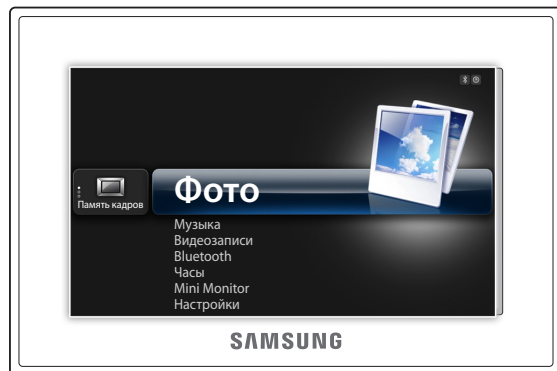 Память кадров
Фото
Музыка
Видеозаписи
Bluetooth
Часы
Mini Monitor
Настройки
SAMSUNG